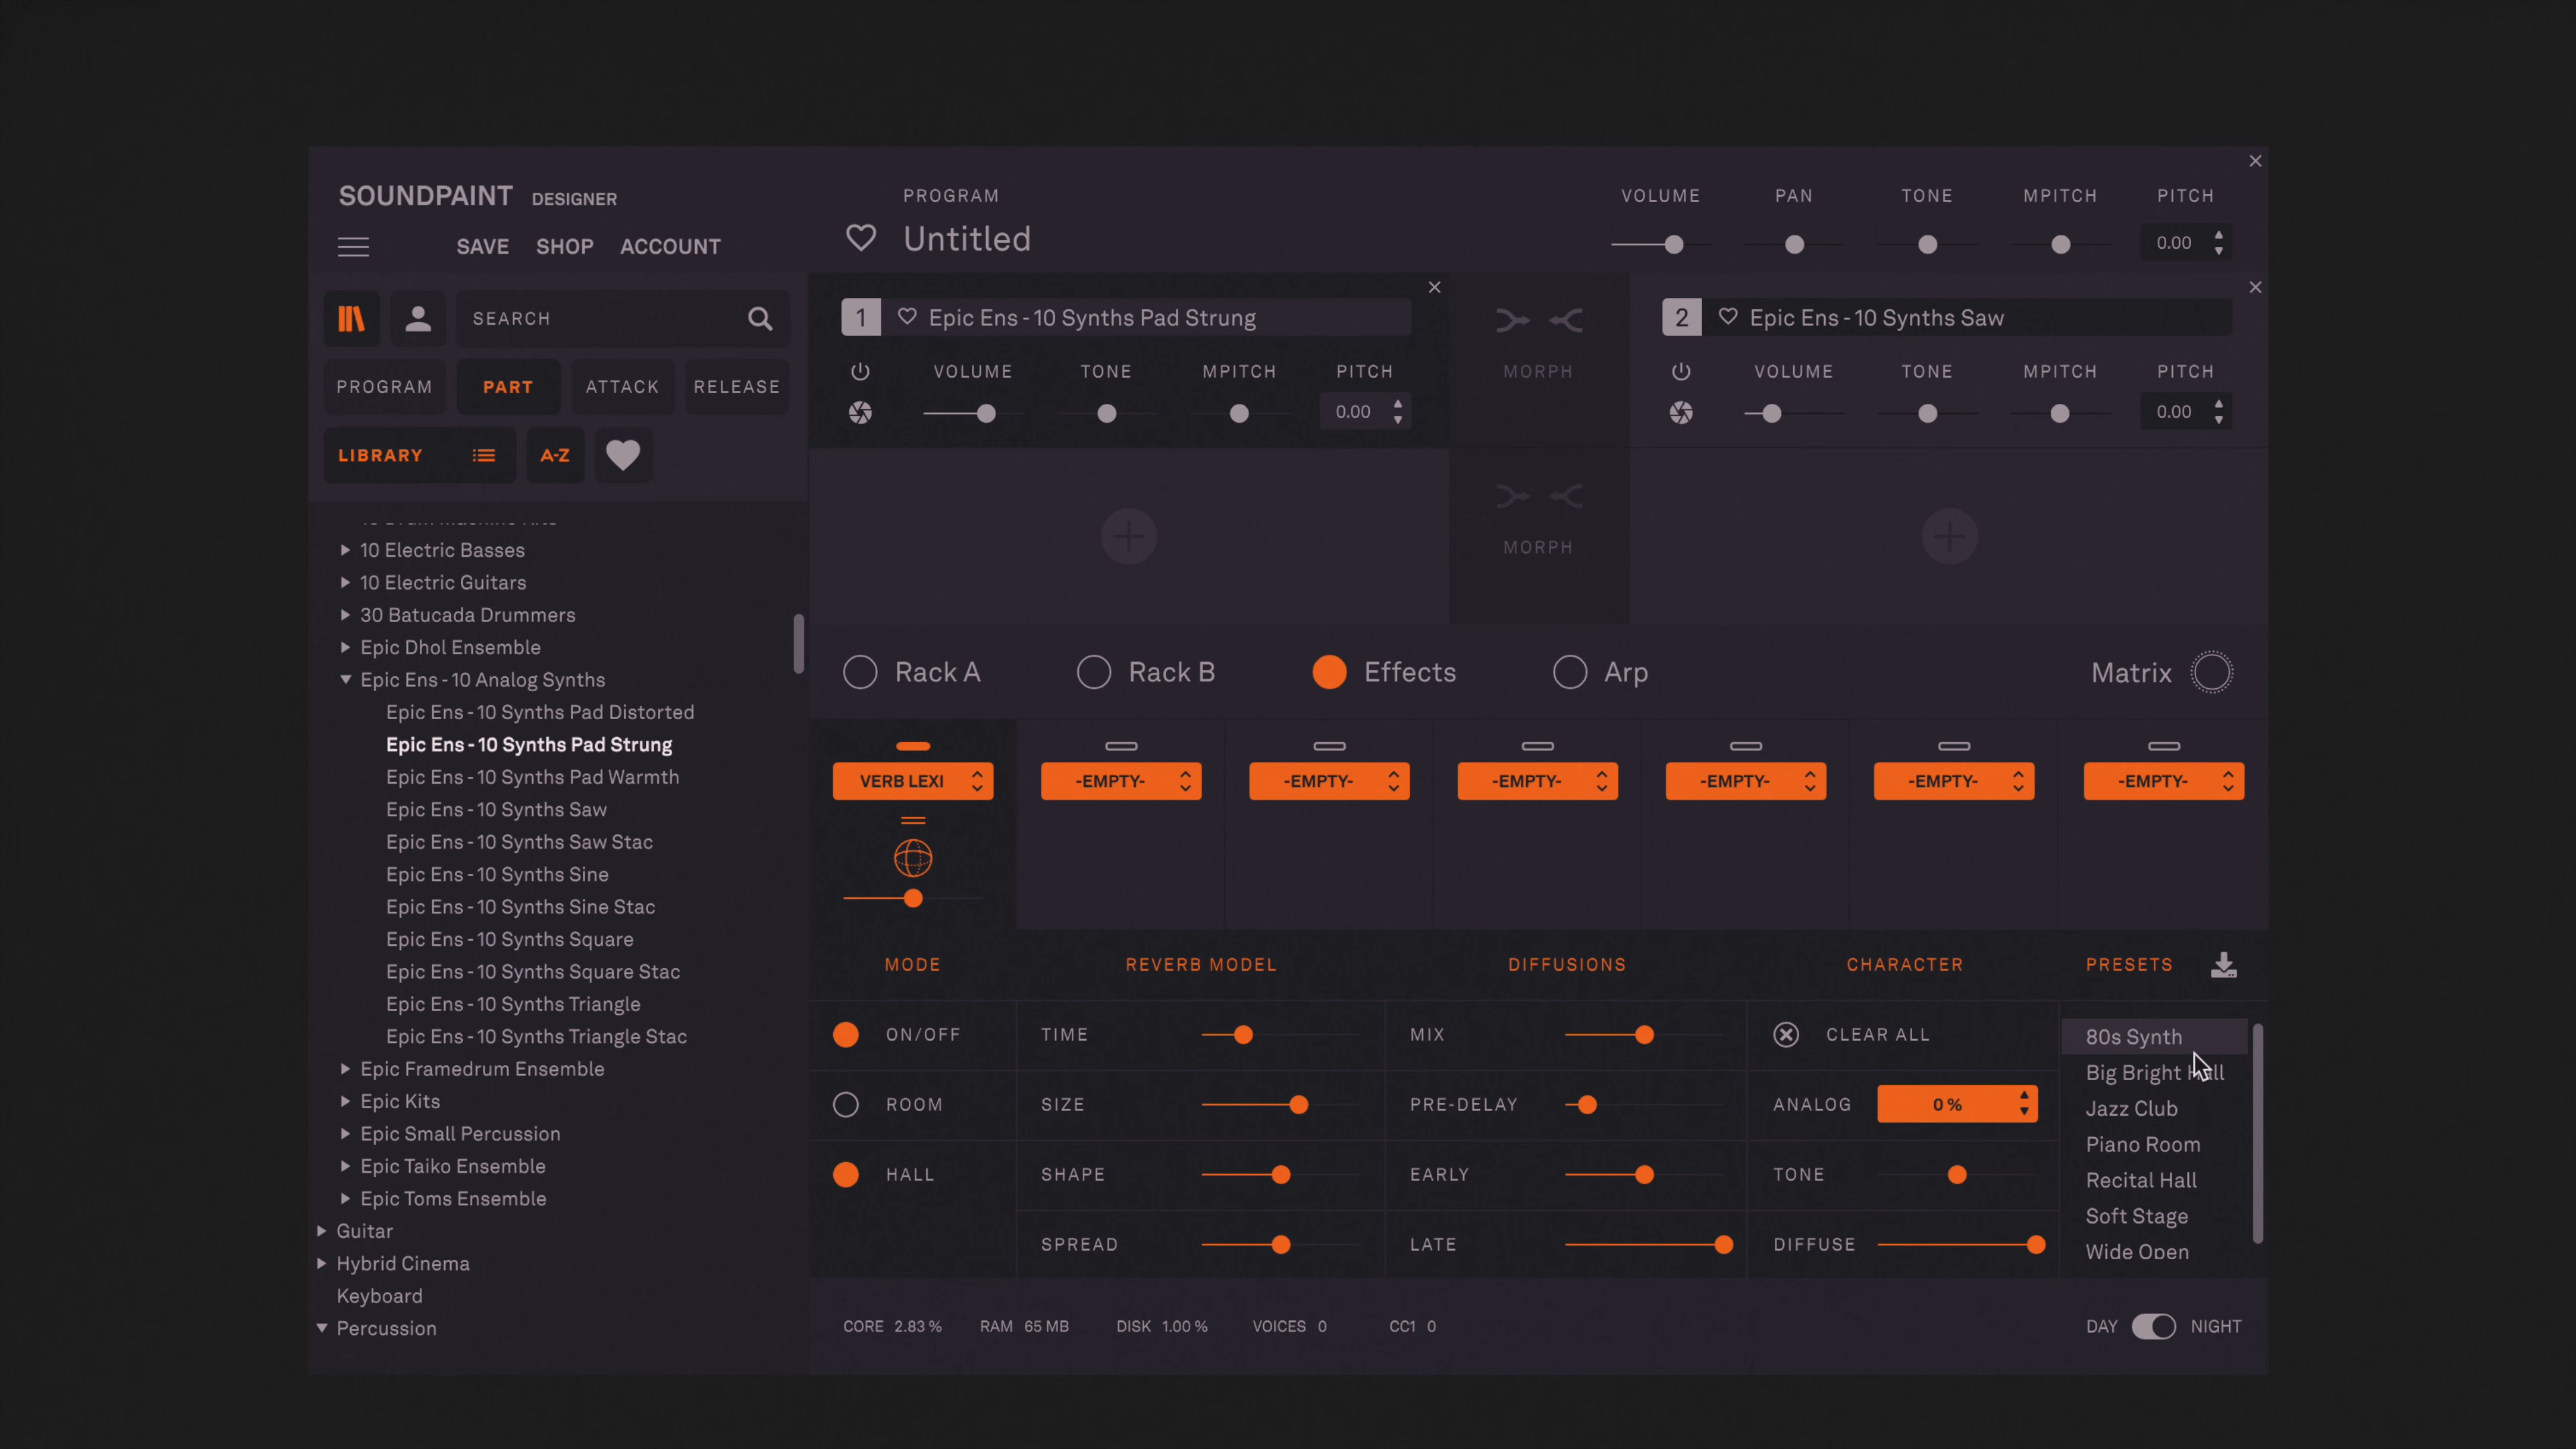 SOUNDPAINT DESIGNER
SAVE SHOP ACCOUNT
PROGRAM
Untitled
VOLUME PAN TONE MPITCH PITCH
0.00
SEARCH
PROGRAM PART ATTACK RELEASE
LIBRARY A-Z
1 Epic Ens - 10 Synths Pad Strung
VOLUME TONE MPITCH PITCH
0.00
MORPH
2 Epic Ens - 10 Synths Saw
VOLUME TONE MPITCH PITCH
0.00
MORPH
10 Electric Basses
10 Electric Guitars
30 Batucada Drummers
Epic Dhol Ensemble
Epic Ens - 10 Analog Synths
Epic Ens - 10 Synths Pad Distorted
Epic Ens - 10 Synths Pad Strung
Epic Ens - 10 Synths Pad Warmth
Epic Ens - 10 Synths Saw
Epic Ens - 10 Synths Saw Stac
Epic Ens - 10 Synths Sine
Epic Ens - 10 Synths Sine Stac
Epic Ens - 10 Synths Square
Epic Ens - 10 Synths Square Stac
Epic Ens - 10 Synths Triangle
Epic Ens - 10 Synths Triangle Stac
Epic Framedrum Ensemble
Epic Kits
Epic Small Percussion
Epic Taiko Ensemble
Epic Toms Ensemble
Guitar
Hybrid Cinema
Keyboard
Percussion
Rack A Rack B Effects Arp Matrix
VERB LEXI -EMPTY- -EMPTY- -EMPTY- -EMPTY- -EMPTY- -EMPTY-
MODE REVERB MODEL DIFFUSIONS CHARACTER PRESETS
ON/OFF TIME MIX CLEAR ALL
ROOM SIZE PRE-DELAY ANALOG 0 %
HALL SHAPE EARLY TONE
SPREAD LATE DIFFUSE
80s Synth
Big Bright Hall
Jazz Club
Piano Room
Recital Hall
Soft Stage
Wide Open
CORE 2.83 % RAM 65 MB DISK 1.00 % VOICES 0 CC1 0
DAY NIGHT